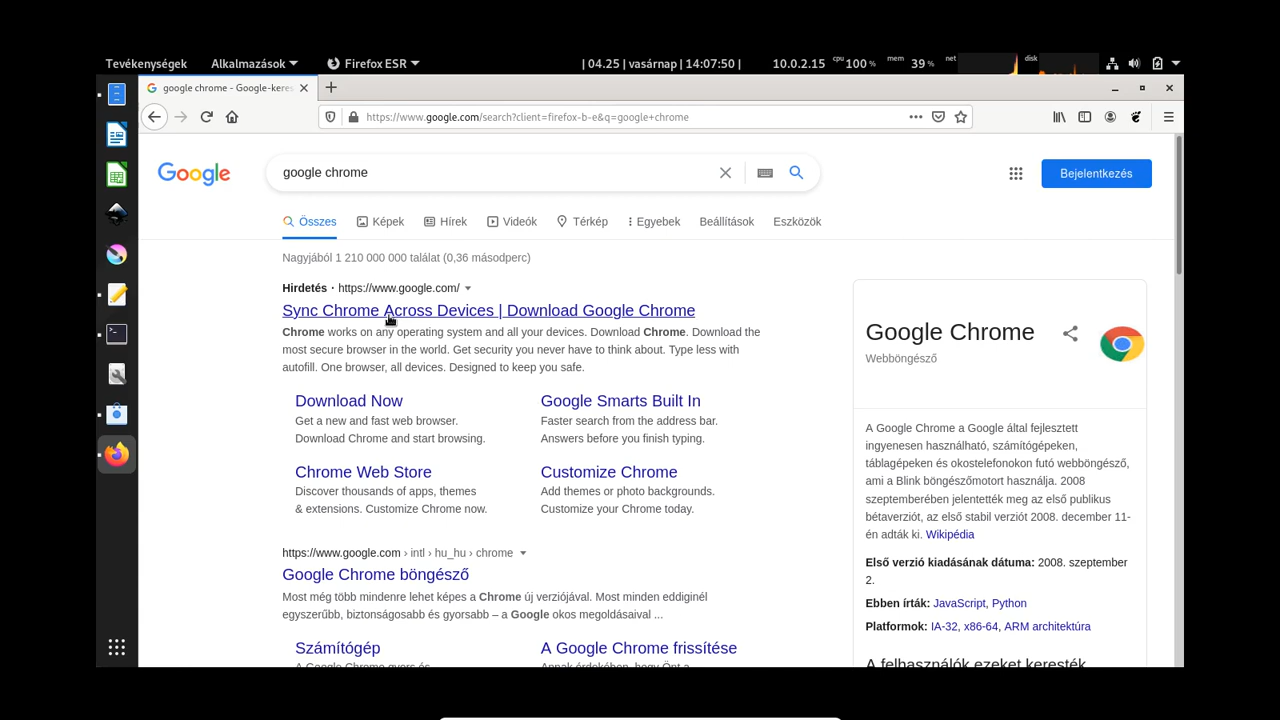 Tevékenységek Alkalmazások Firefox ESR | 04.25 | vasárnap | 14:07:50 | 10.0.2.15 cpu 100 % mem 39 % net disk
google chrome - Google-keres
https://www.google.com/search?client=firefox-b-e&q=google+chrome
Google google chrome Bejelentkezés
Összes Képek Hírek Videók Térkép Egyebek Beállítások Eszközök
Nagyjából 1 210 000 000 találat (0,36 másodperc)
Hirdetés · https://www.google.com/
Sync Chrome Across Devices | Download Google Chrome
Chrome works on any operating system and all your devices. Download Chrome. Download the
most secure browser in the world. Get security you never have to think about. Type less with
autofill. One browser, all devices. Designed to keep you safe.
Download Now
Get a new and fast web browser.
Download Chrome and start browsing.
Google Smarts Built In
Faster search from the address bar.
Answers before you finish typing.
Chrome Web Store
Discover thousands of apps, themes
& extensions. Customize Chrome now.
Customize Chrome
Add themes or photo backgrounds.
Customize your Chrome today.
https://www.google.com › intl › hu_hu › chrome
Google Chrome böngésző
Most még több mindenre lehet képes a Chrome új verziójával. Most minden eddiginél
egyszerűbb, biztonságosabb és gyorsabb – a Google okos megoldásaival ...
Számítógép
A Google Chrome frissítése
Google Chrome
Webböngésző
A Google Chrome a Google által fejlesztett
ingyenesen használható, számítógépeken,
táblagépeken és okostelefonokon futó webböngésző,
ami a Blink böngészőmotort használja. 2008
szeptemberében jelentették meg az első publikus
bétaverziót, az első stabil verziót 2008. december 11-
én adták ki. Wikipédia
Első verzió kiadásának dátuma: 2008. szeptember
2.
Ebben írták: JavaScript, Python
Platformok: IA-32, x86-64, ARM architektúra
A felhasználók ezeket keresték